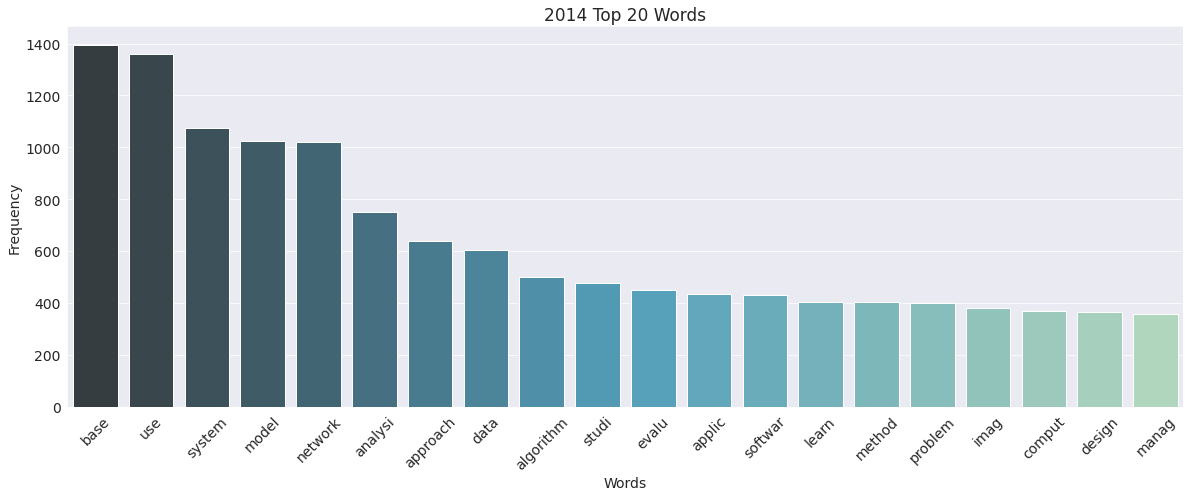 2014 Top 20 Words
Frequency
1400
1200
1000
800
600
400
200
0
base
use
system
model
network
analysi
approach
data
algorithm
studi
evalu
applic
softwar
learn
method
problem
imag
comput
design
manag
Words